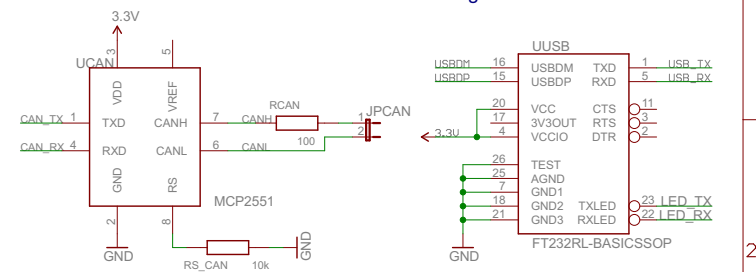 3.3V
UCAN
3
5
VDD
VREF
CAN_TX 1 TXD CANH 7 CANH RCAN 1 JPCAN
100
2
CAN_RX 4 RXD CANL 6 CANL
GND
RS
MCP2551
2
8
GND
RS_CAN 10k
GND
UUSB
USBDM 16 USBDM TXD 1 USB_TX
USBDP 15 USBDP RXD 5 USB_RX
20 VCC CTS 11
17 3V3OUT RTS 3
3.3V 4 VCCIO DTR 2
26 TEST
25 AGND
7 GND1
18 GND2 TXLED 23 LED_TX
21 GND3 RXLED 22 LED_RX
GND
FT232RL-BASICSSOP
2